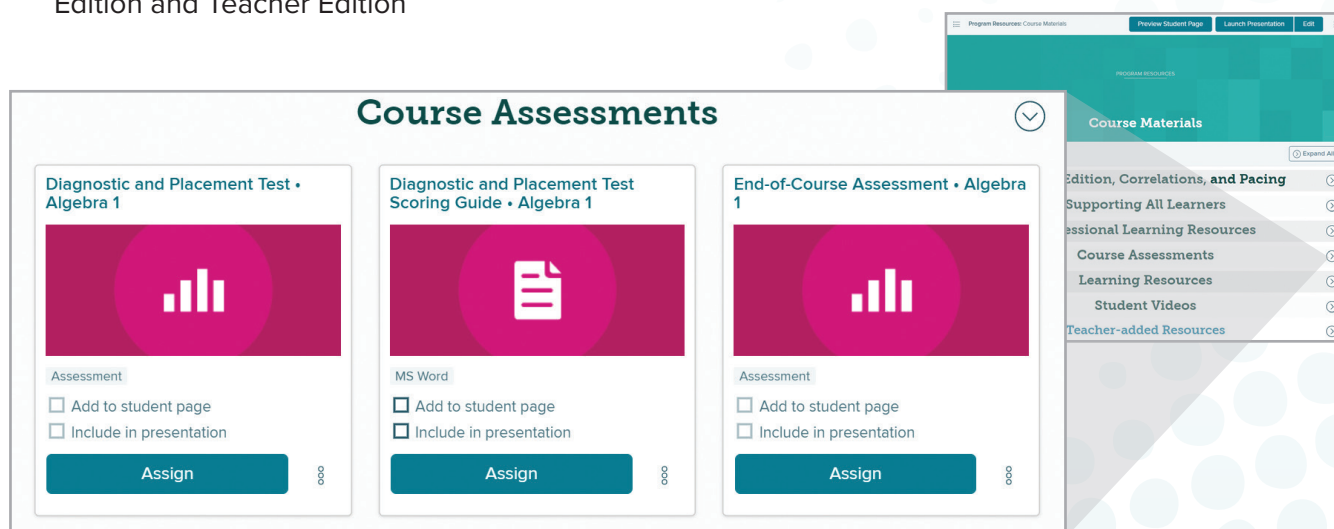 Edition and Teacher Edition
Program Resources: Course Materials
Preview Student Page
Launch Presentation
Edit
PROGRAM RESOURCES
Course Materials
Expand All
Edition, Correlations, and Pacing
Supporting All Learners
essional Learning Resources
Course Assessments
Learning Resources
Student Videos
Teacher-added Resources
Course Assessments
Diagnostic and Placement Test •
Algebra 1
Assessment
Add to student page
Include in presentation
Assign
Diagnostic and Placement Test
Scoring Guide • Algebra 1
MS Word
Add to student page
Include in presentation
Assign
End-of-Course Assessment • Algebra
1
Assessment
Add to student page
Include in presentation
Assign